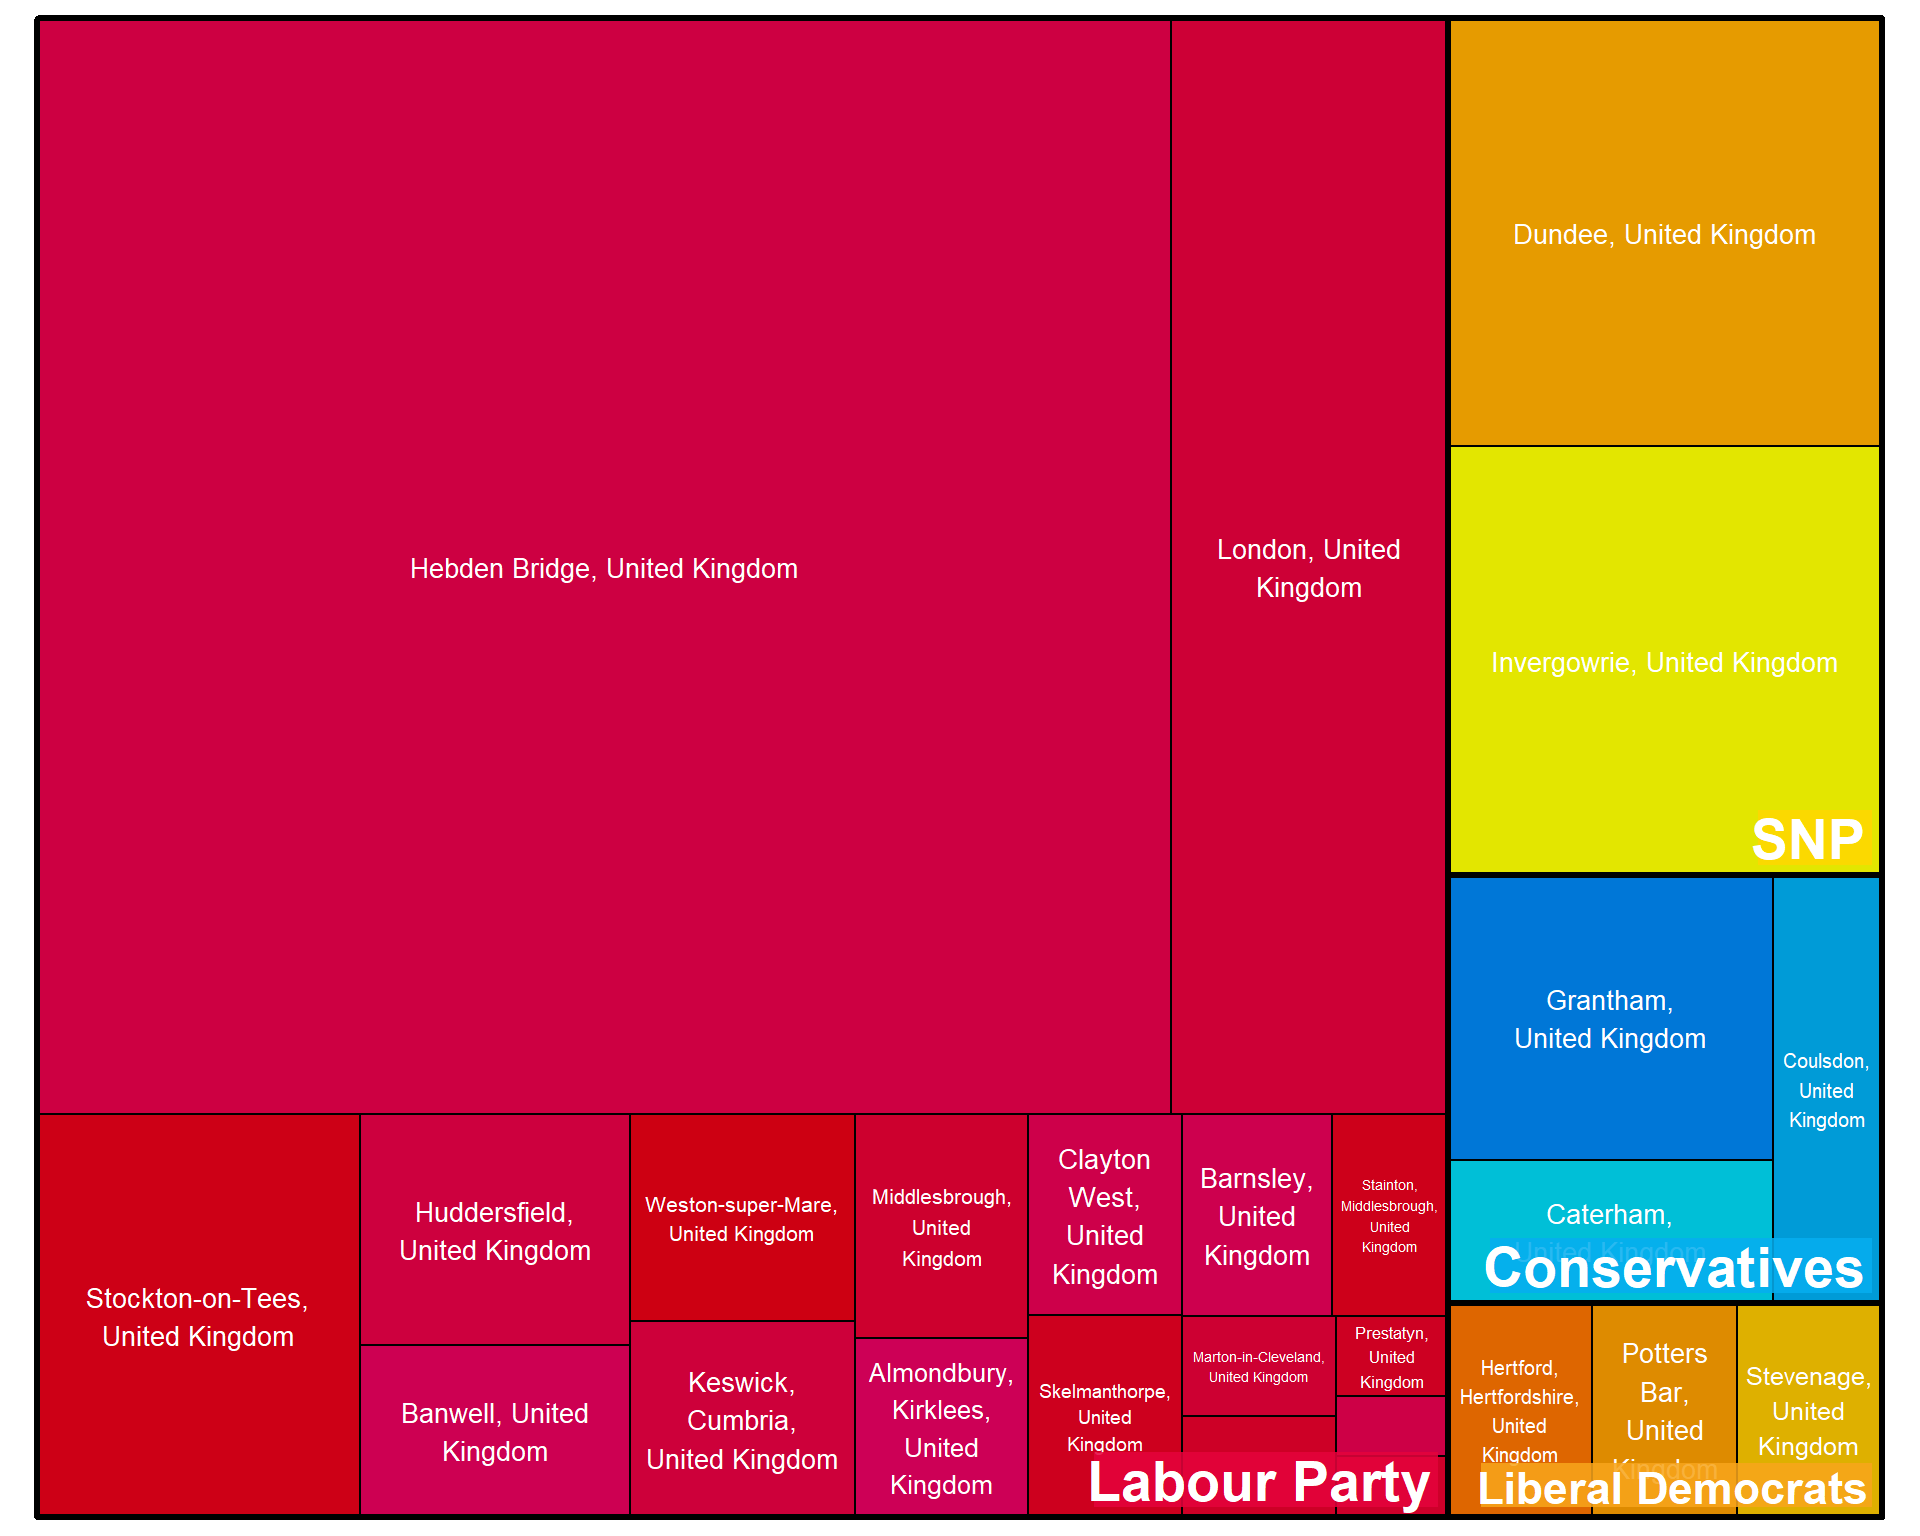 Hebden Bridge, United Kingdom
London, United
Kingdom
Dundee, United Kingdom
Invergowrie, United Kingdom
SNP
Grantham,
United Kingdom
Coulsdon,
United
Kingdom
Caterham,
United Kingdom
Conservatives
Stockton-on-Tees,
United Kingdom
Huddersfield,
United Kingdom
Banwell, United
Kingdom
Weston-super-Mare,
United Kingdom
Keswick,
Cumbria,
United Kingdom
Middlesbrough,
United
Kingdom
Almondbury,
Kirklees,
United
Kingdom
Clayton
West,
United
Kingdom
Skelmanthorpe,
United
Kingdom
Barnsley,
United
Kingdom
Stainton,
Middlesbrough,
United
Kingdom
Marton-in-Cleveland,
United Kingdom
Prestatyn,
United
Kingdom
Labour Party
Hertford,
Hertfordshire,
United
Kingdom
Potters
Bar,
United
Kingdom
Stevenage,
United
Kingdom
Liberal Democrats